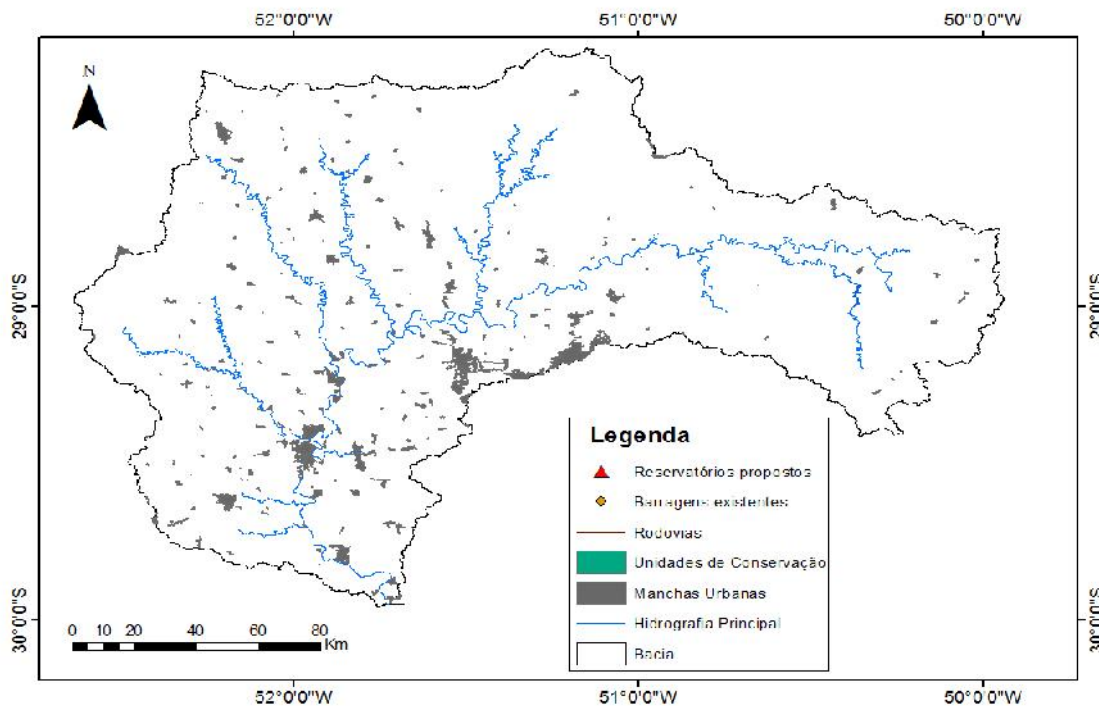 52°0'0"W 51°0'0"W 50°0'0"W
N
29°0'0"S 29°0'0"S
Legenda
Reservatórios propostos
Barragens existentes
Rodovias
Unidades de Conservação
Manchas Urbanas
Hidrografia Principal
Bacia
30°0'0"S 30°0'0"S
0 10 20 40 60 80
Km
52°0'0"W 51°0'0"W 50°0'0"W